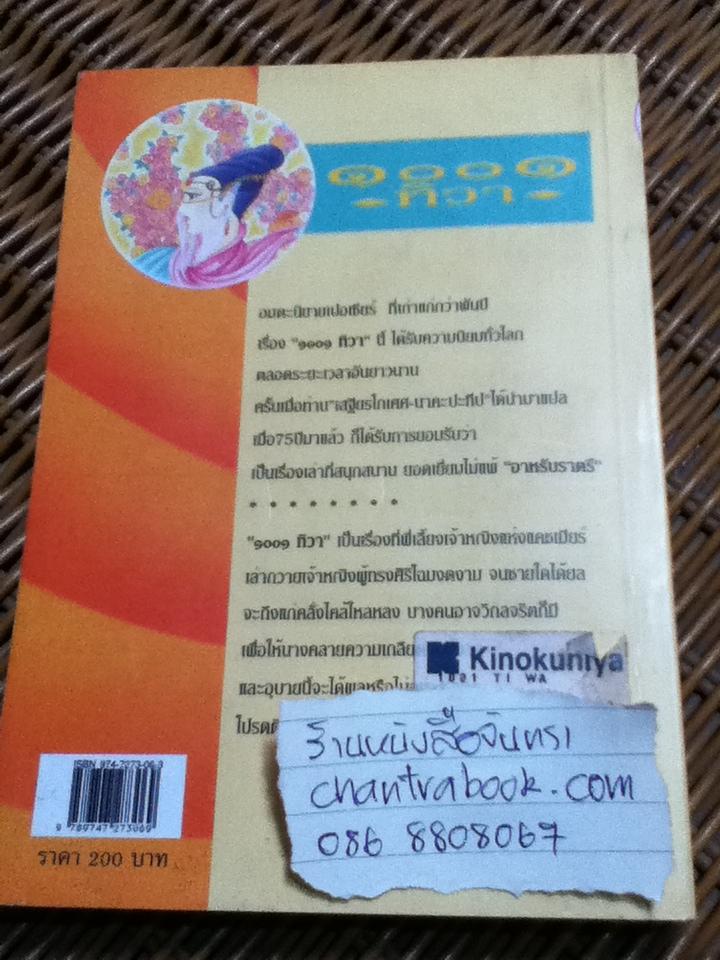 ๑๐๐๑
ทิวา
อมตะนิยายเปอเซียร์ ที่เก่าแก่กว่าพันปี
เรื่อง "๑๐๐๑ ทิวา" นี้ ได้รับความนิยมทั่วโลก
ตลอดระยะเวลาอันยาวนาน
ครั้นเมื่อท่าน"เสฐียรโกเศศ-นาคะประทีป"ได้นำมาแปล
เมื่อ75ปีมาแล้ว ก็ได้รับการยอมรับว่า
เป็นเรื่องเล่าที่สนุกสนาน ยอดเยี่ยมไม่แพ้ "อาหรับราตรี"
* * * * * * * *
"๑๐๐๑ ทิวา" เป็นเรื่องที่พี่เลี้ยงเจ้าหญิงแห่งแคชเมียร์
เล่าถวายเจ้าหญิงผู้ทรงศิริโฉมงดงาม จนชายใดได้ยล
จะถึงแก่คลั่งไคล้ไหลหลง บางคนอาจวิกลจริตก็มี
เพื่อให้นางคลายความเกลีย
และอุบายนี้จะได้ผลหรือไม่
โปรดติ
Kinokuniya
1001 TI WA
ร้านหนังสือจันทรา
chantrabook.com
086 8808067
ISBN 974-7273-00-3
9 789747 273009
ราคา 200 บาท